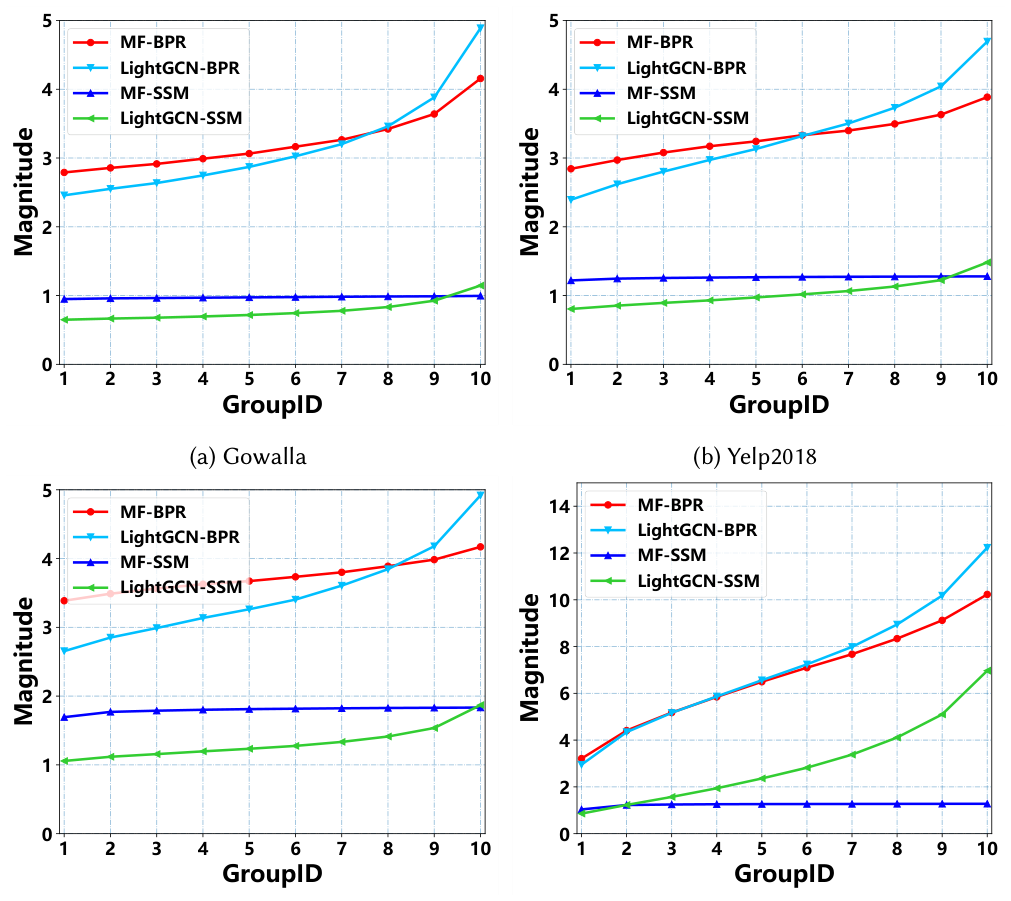 MF-BPR
LightGCN-BPR
MF-SSM
LightGCN-SSM
Magnitude
5
4
3
2
1
0
1 2 3 4 5 6 7 8 9 10
GroupID
(a) Gowalla
MF-BPR
LightGCN-BPR
MF-SSM
LightGCN-SSM
Magnitude
5
4
3
2
1
0
1 2 3 4 5 6 7 8 9 10
GroupID
(b) Yelp2018
MF-BPR
LightGCN-BPR
MF-SSM
LightGCN-SSM
Magnitude
5
4
3
2
1
0
1 2 3 4 5 6 7 8 9 10
GroupID
MF-BPR
LightGCN-BPR
MF-SSM
LightGCN-SSM
Magnitude
14
12
10
8
6
4
2
0
1 2 3 4 5 6 7 8 9 10
GroupID